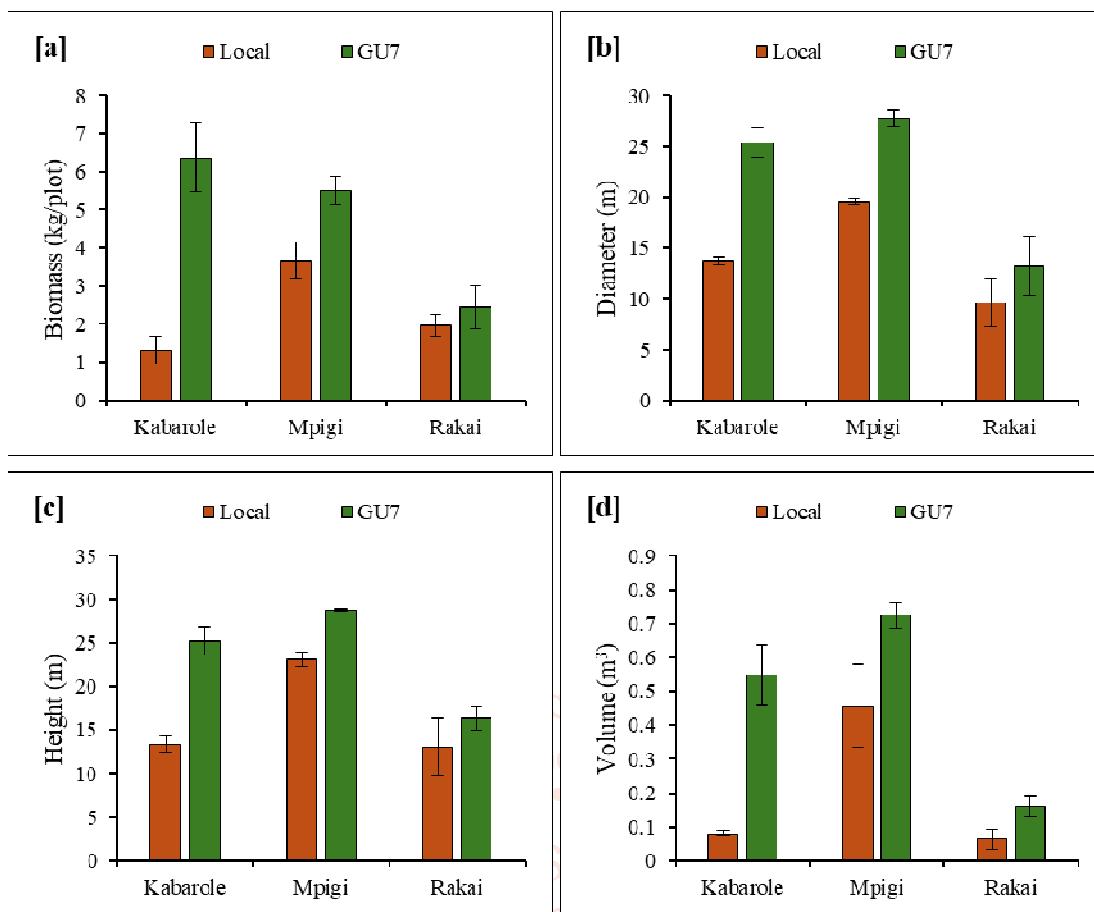 [a]
Local GU7
Biomass (kg/plot)
8
7
6
5
4
3
2
1
0
Kabarole Mpigi Rakai
[b]
Local GU7
Diameter (m)
30
25
20
15
10
5
0
Kabarole Mpigi Rakai
[c]
Local GU7
Height (m)
35
30
25
20
15
10
5
0
Kabarole Mpigi Rakai
[d]
Local GU7
Volume (m³)
0.9
0.8
0.7
0.6
0.5
0.4
0.3
0.2
0.1
0
Kabarole Mpigi Rakai